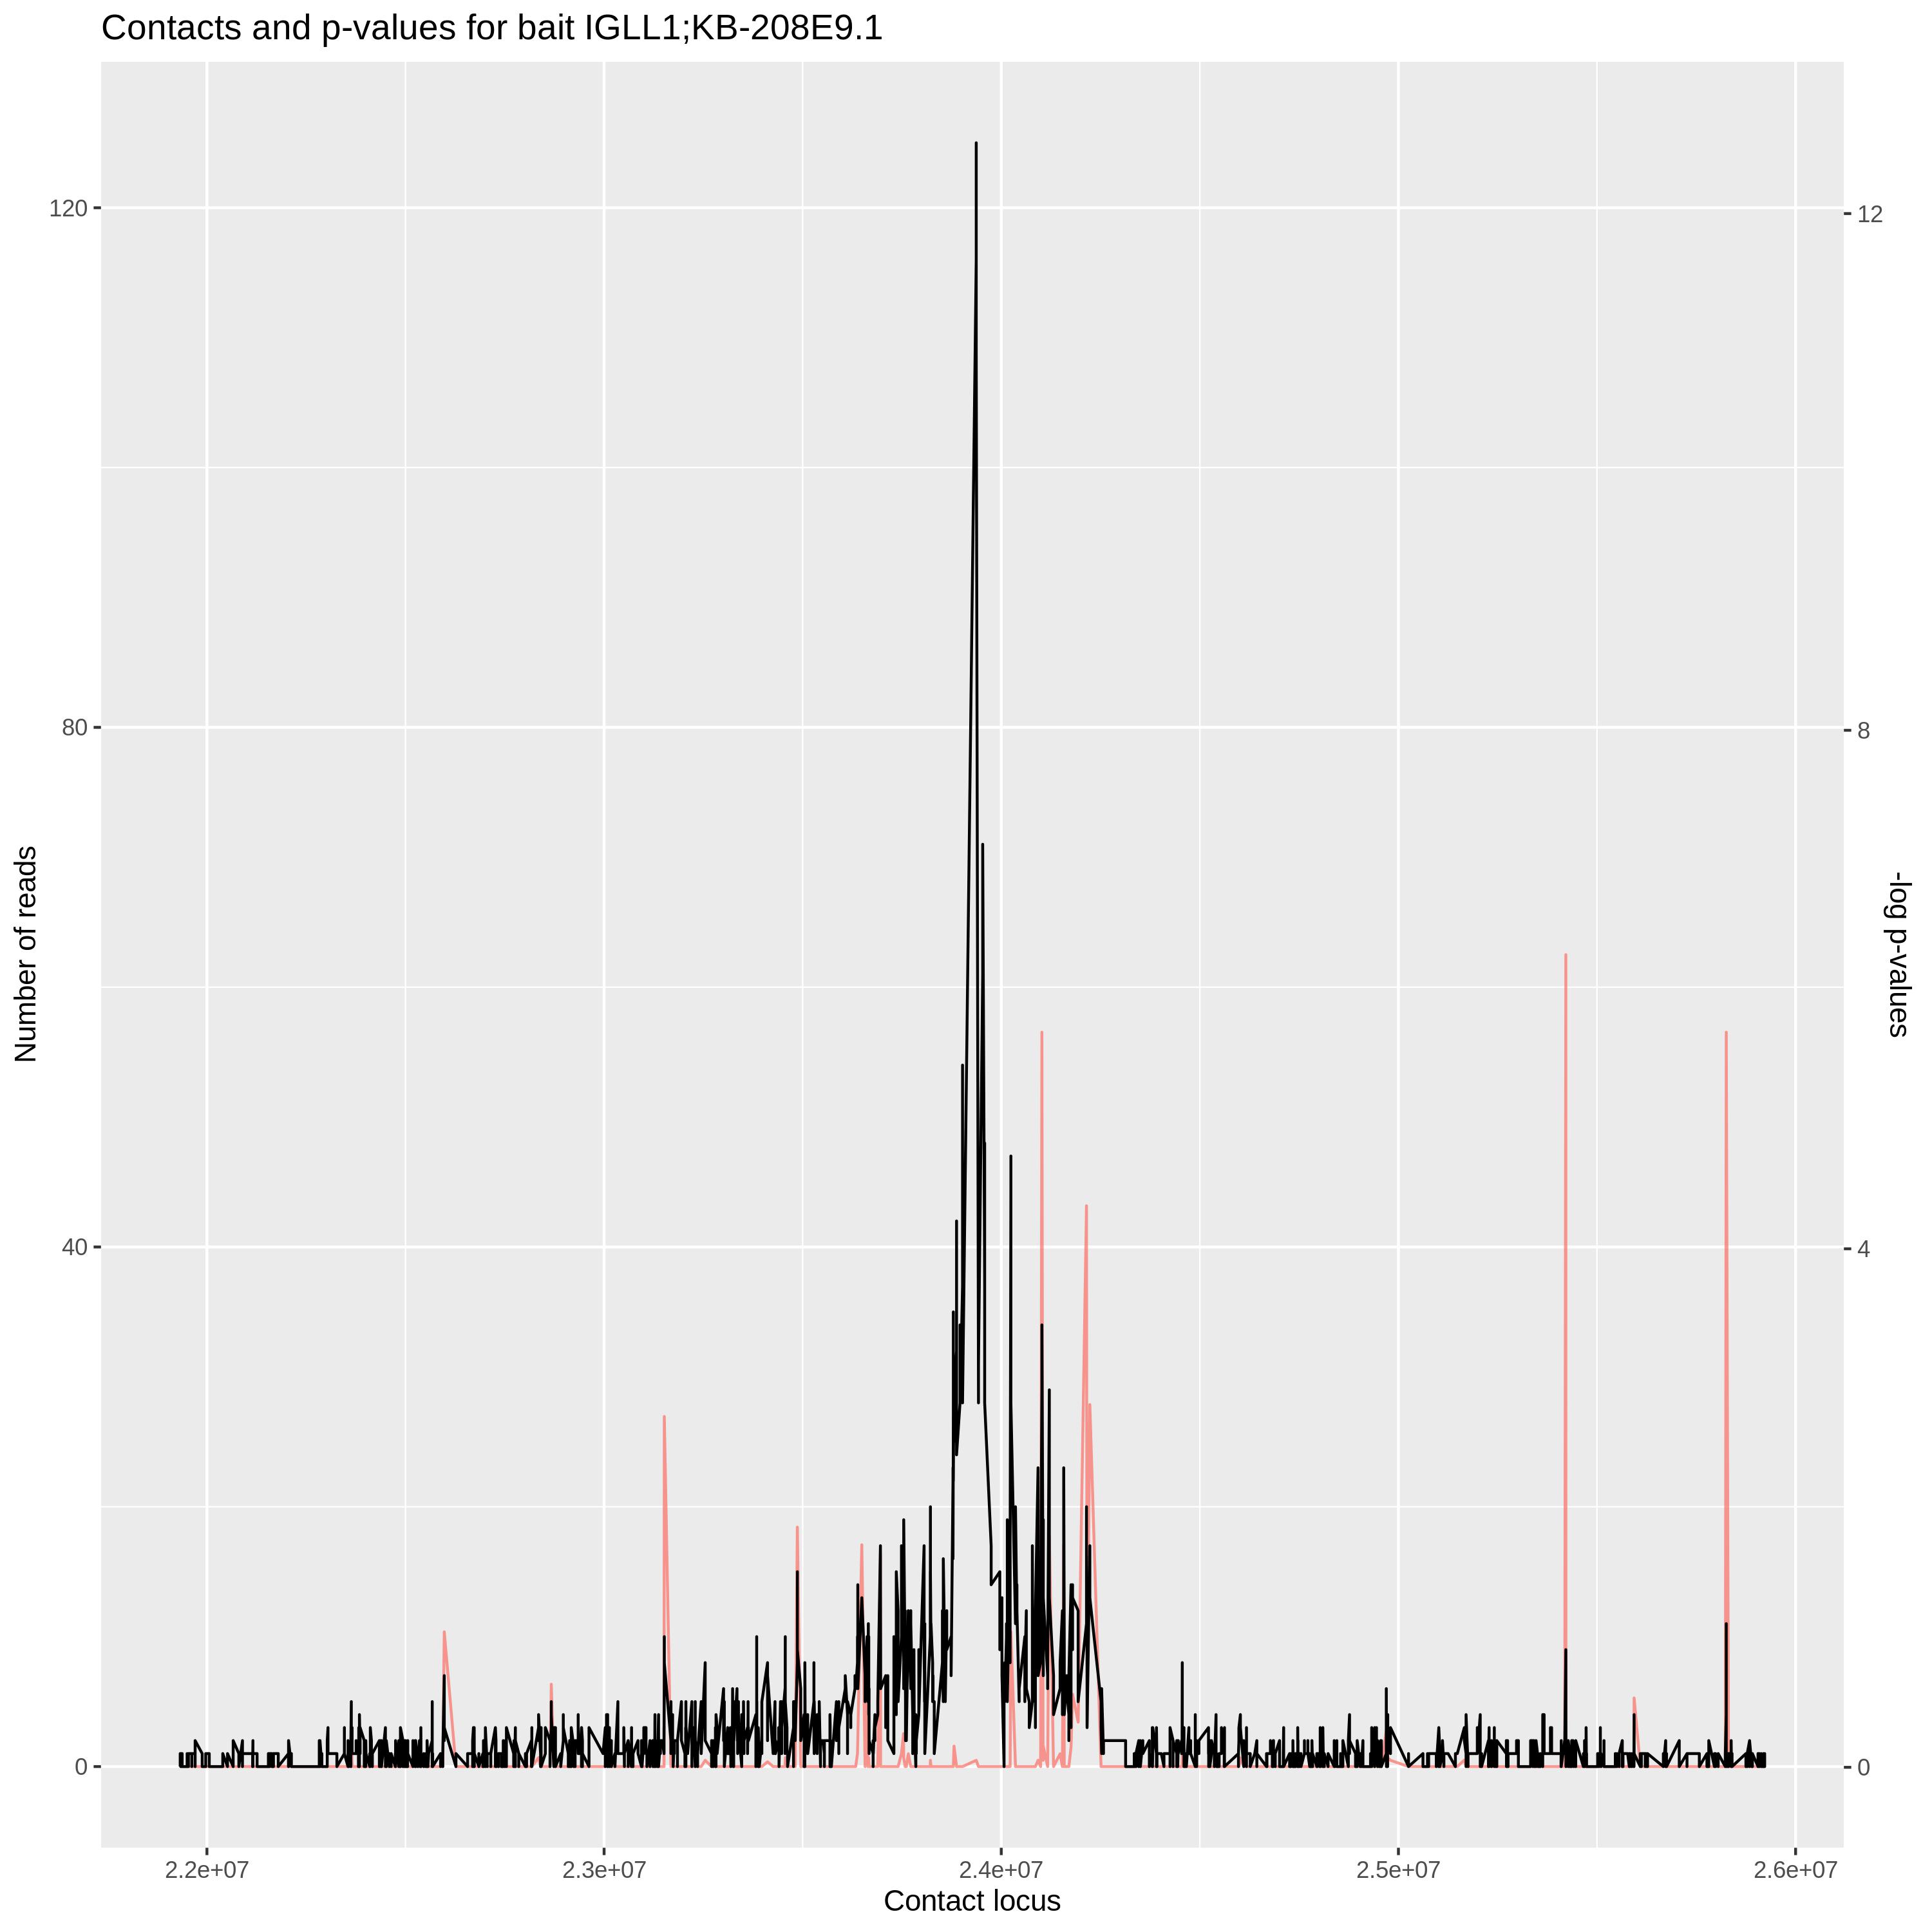 Contacts and p-values for bait IGLL1;KB-208E9.1
120
80
40
0
Number of reads
12
8
4
0
-log p-values
2.2e+07
2.3e+07
2.4e+07
2.5e+07
2.6e+07
Contact locus